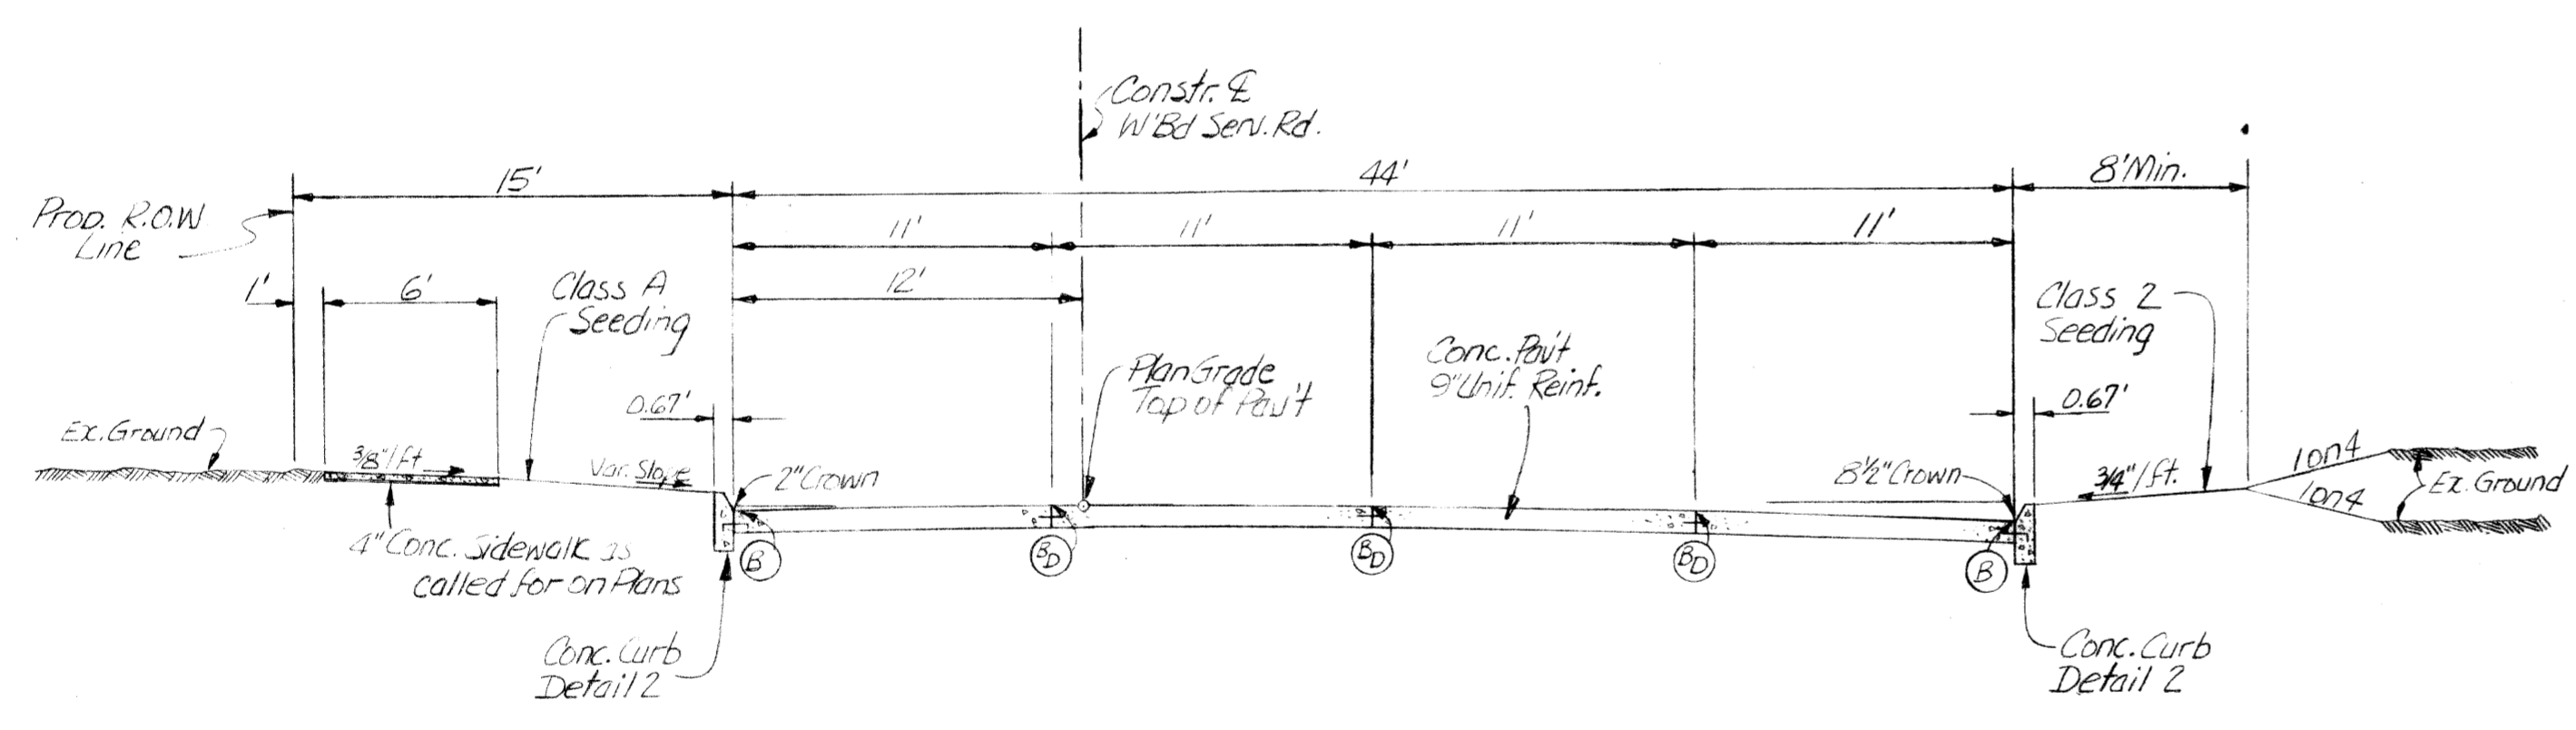 Constr. ℄
W'Bd Serv. Rd.
15'
44'
8' Min.
Prop. R.O.W
Line
11'
11'
11'
11'
1'
6'
Class A
Seeding
12'
Class 2
Seeding
Plan Grade
Top of Pav't
Conc. Pav't
9" Unif. Reinf.
0.67'
0.67'
Ex. Ground
3/8"/ft
Var. Slope
2" Crown
8½" Crown
3/4"/ft.
1 on 4
1 on 4
Ex. Ground
4" Conc. Sidewalk as
called for on Plans
B
BD
BD
BD
B
Conc. Curb
Detail 2
Conc. Curb
Detail 2